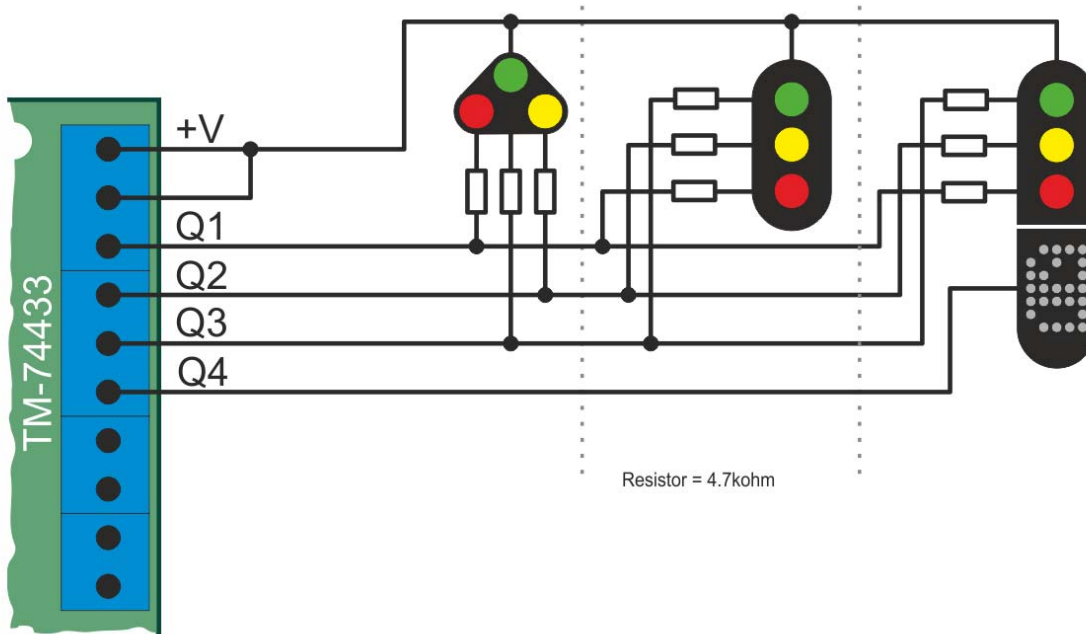 +V
Q1
Q2
Q3
Q4
TM-74433
Resistor = 4.7kohm